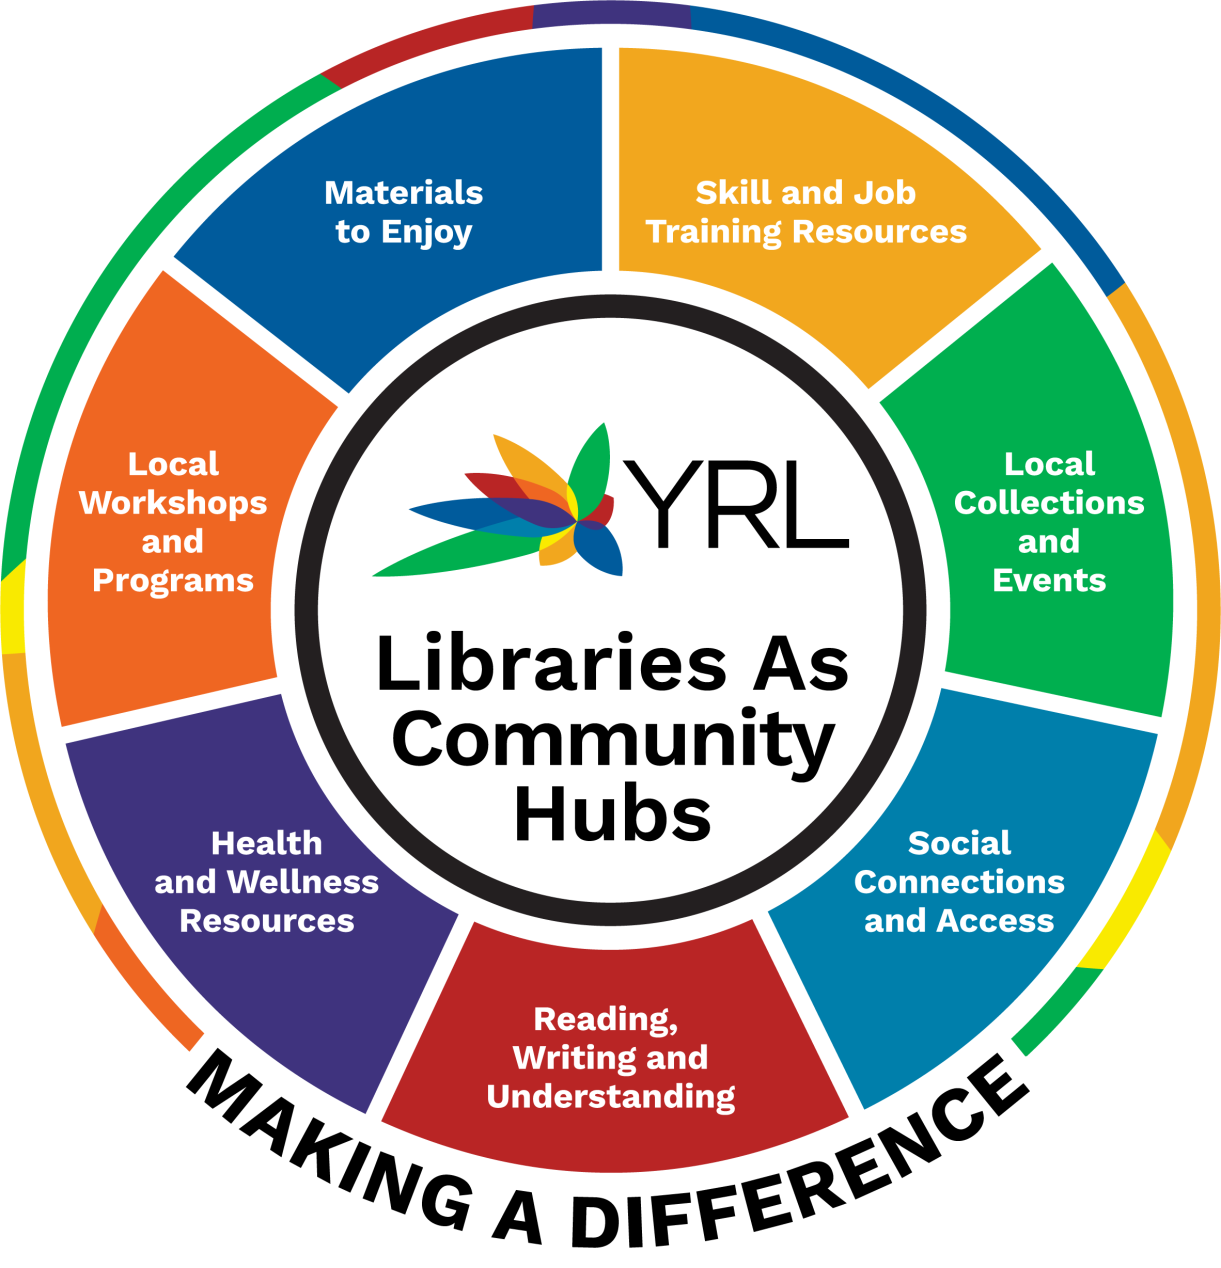 Materials
to Enjoy
Skill and Job
Training Resources
Local
Workshops
and
Programs
Local
Collections
and
Events
YRL
Libraries As
Community
Hubs
Health
and Wellness
Resources
Social
Connections
and Access
Reading,
Writing and
Understanding
MAKING A DIFFERENCE